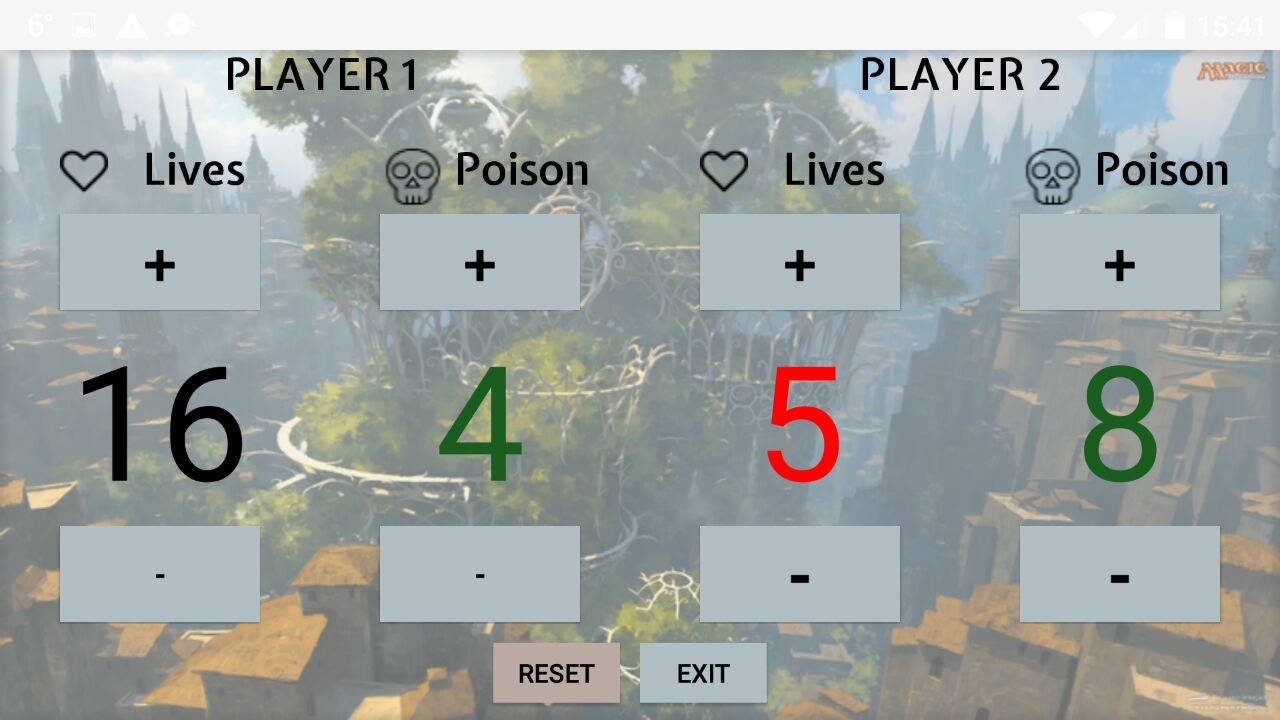 6° 15:41
PLAYER 1 PLAYER 2
MAGIC
Lives Poison Lives Poison
+ + + +
16 4 5 8
- - - -
RESET EXIT